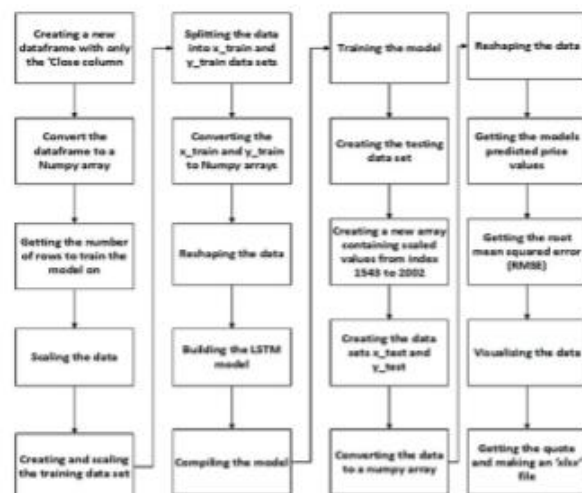 Creating a new
dataframe with only
the 'Close column
Convert the
dataframe to a
Numpy array
Getting the number
of rows to train the
model on
Scaling the data
Creating and scaling
the training data set
Splitting the data
into x_train and
y_train data sets
Converting the
x_train and y_train
to Numpy arrays
Reshaping the data
Building the LSTM
model
Compiling the model
Training the model
Creating the testing
data set
Creating a new array
containing scaled
values from index
1543 to 2002
Creating the data
sets x_test and
y_test
Converting the data
to a numpy array
Reshaping the data
Getting the models
predicted price
values
Getting the root
mean squared error
(RMSE)
Visualising the data
Getting the quote
and making an 'xlsx'
file